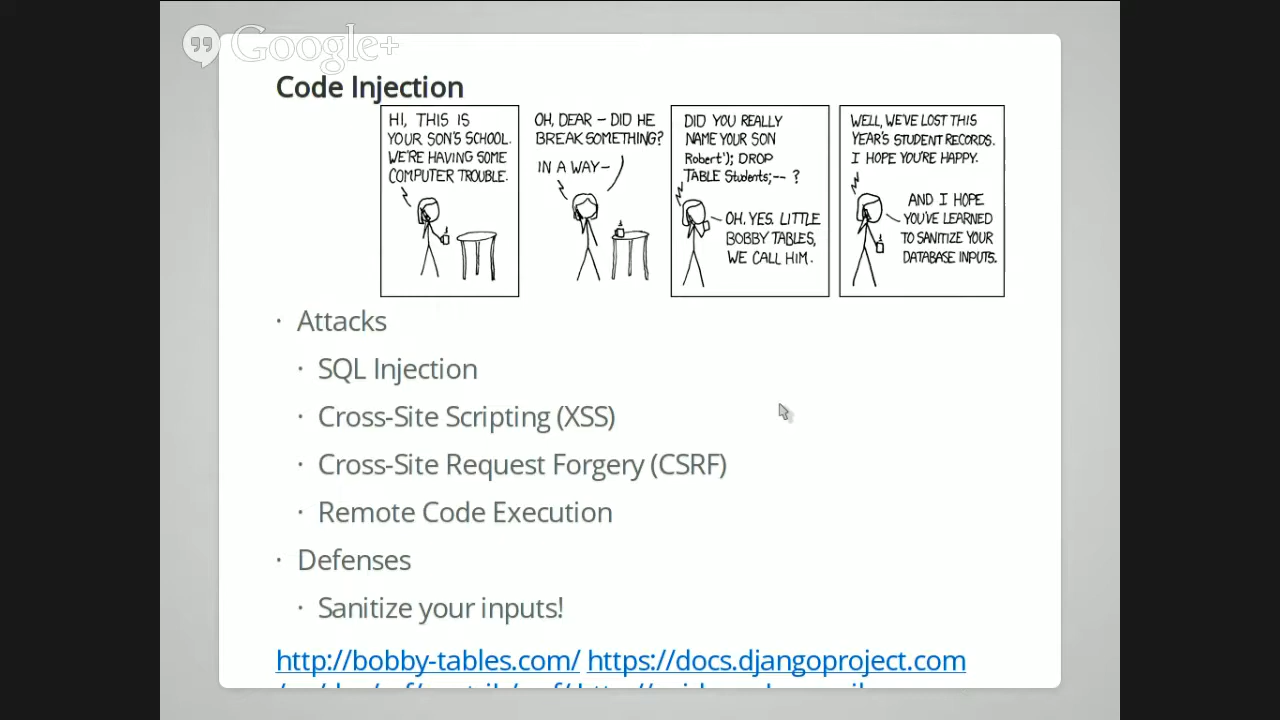 Google+
Code Injection
HI, THIS IS
YOUR SON'S SCHOOL.
WE'RE HAVING SOME
COMPUTER TROUBLE.
OH, DEAR – DID HE
BREAK SOMETHING?
IN A WAY–
DID YOU REALLY
NAME YOUR SON
Robert'); DROP
TABLE Students;-- ?
OH, YES. LITTLE
BOBBY TABLES,
WE CALL HIM.
WELL, WE'VE LOST THIS
YEAR'S STUDENT RECORDS.
I HOPE YOU'RE HAPPY.
AND I HOPE
YOU'VE LEARNED
TO SANITIZE YOUR
DATABASE INPUTS.
· Attacks
· SQL Injection
· Cross-Site Scripting (XSS)
· Cross-Site Request Forgery (CSRF)
· Remote Code Execution
· Defenses
· Sanitize your inputs!
http://bobby-tables.com/ https://docs.djangoproject.com